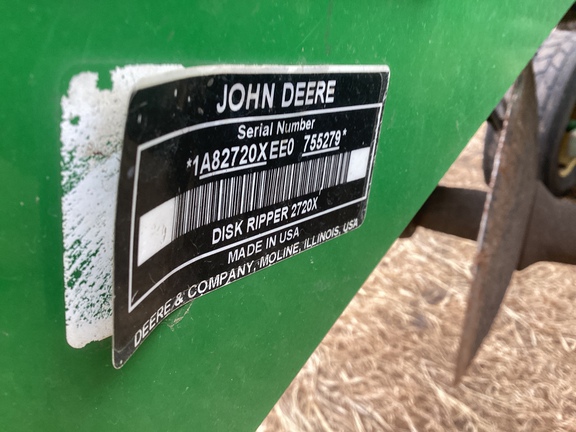 JOHN DEERE
Serial Number
*1A82720XEE0 755279*
DISK RIPPER 2720X
MADE IN USA
DEERE & COMPANY, MOLINE, ILLINOIS, USA